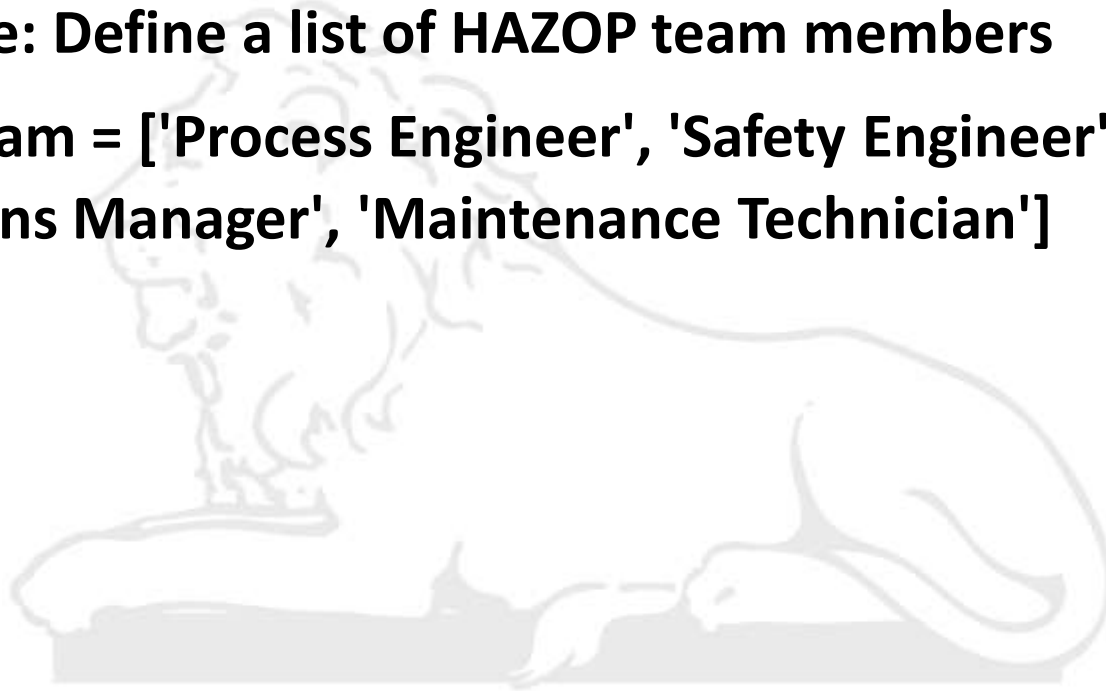 e: Define a list of HAZOP team members
am = ['Process Engineer', 'Safety Engineer'
ns Manager', 'Maintenance Technician']